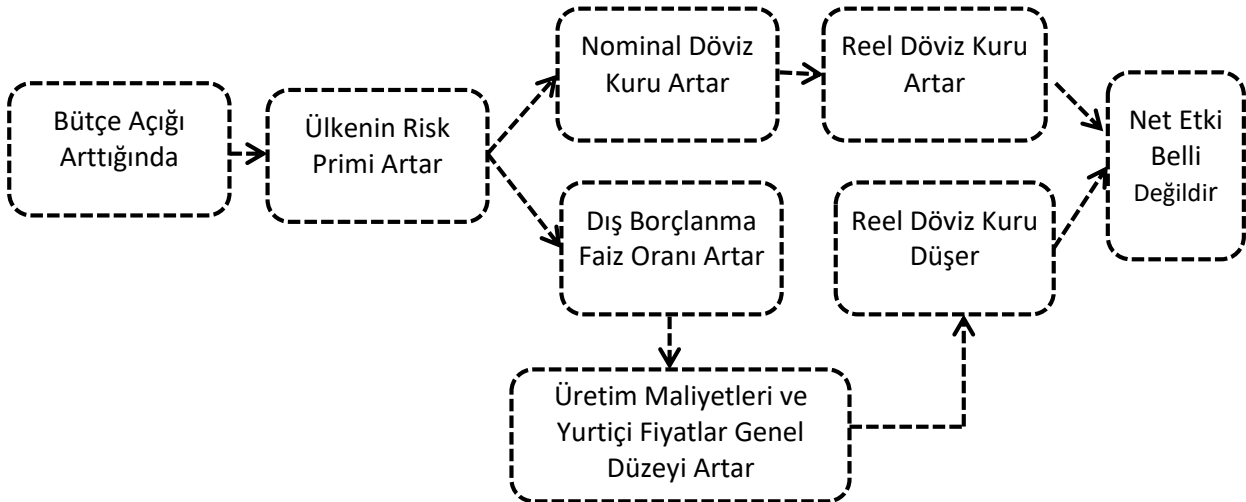 Bütçe Açığı
Arttığında
Ülkenin Risk
Primi Artar
Nominal Döviz
Kuru Artar
Reel Döviz Kuru
Artar
Dış Borçlanma
Faiz Oranı Artar
Üretim Maliyetleri ve
Yurtiçi Fiyatlar Genel
Düzeyi Artar
Reel Döviz Kuru
Düşer
Net Etki
Belli
Değildir